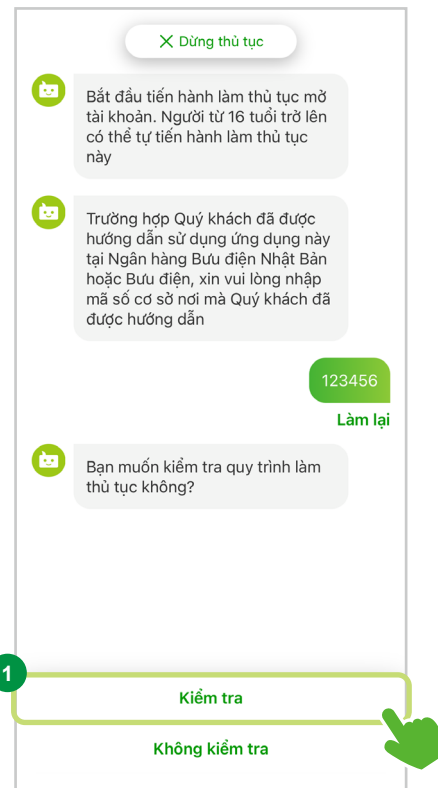 Dừng thủ tục
Bắt đầu tiến hành làm thủ tục mở
tài khoản. Người từ 16 tuổi trở lên
có thể tự tiến hành làm thủ tục
này
Trường hợp Quý khách đã được
hướng dẫn sử dụng ứng dụng này
tại Ngân hàng Bưu điện Nhật Bản
hoặc Bưu điện, xin vui lòng nhập
mã số cơ sở nơi mà Quý khách đã
được hướng dẫn
123456
Làm lại
Bạn muốn kiểm tra quy trình làm
thủ tục không?
1
Kiểm tra
Không kiểm tra